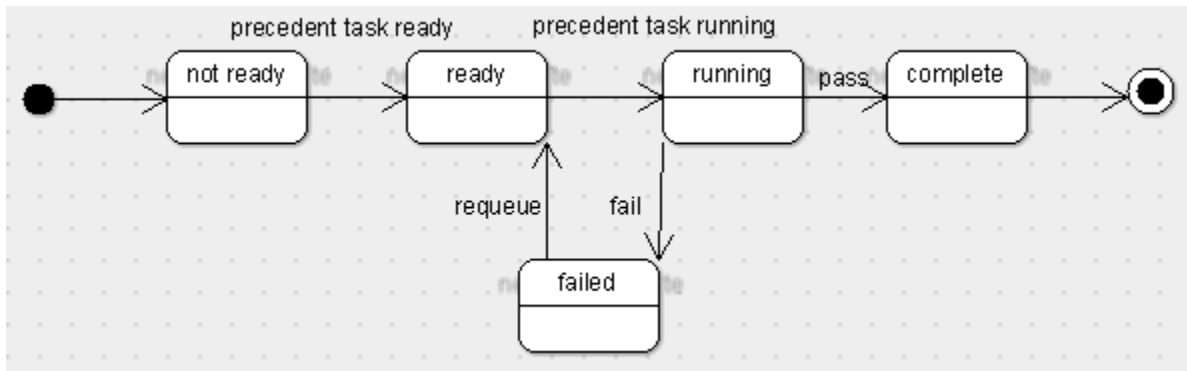 precedent task ready
precedent task running
not ready
ready
running
pass
complete
requeue
fail
failed